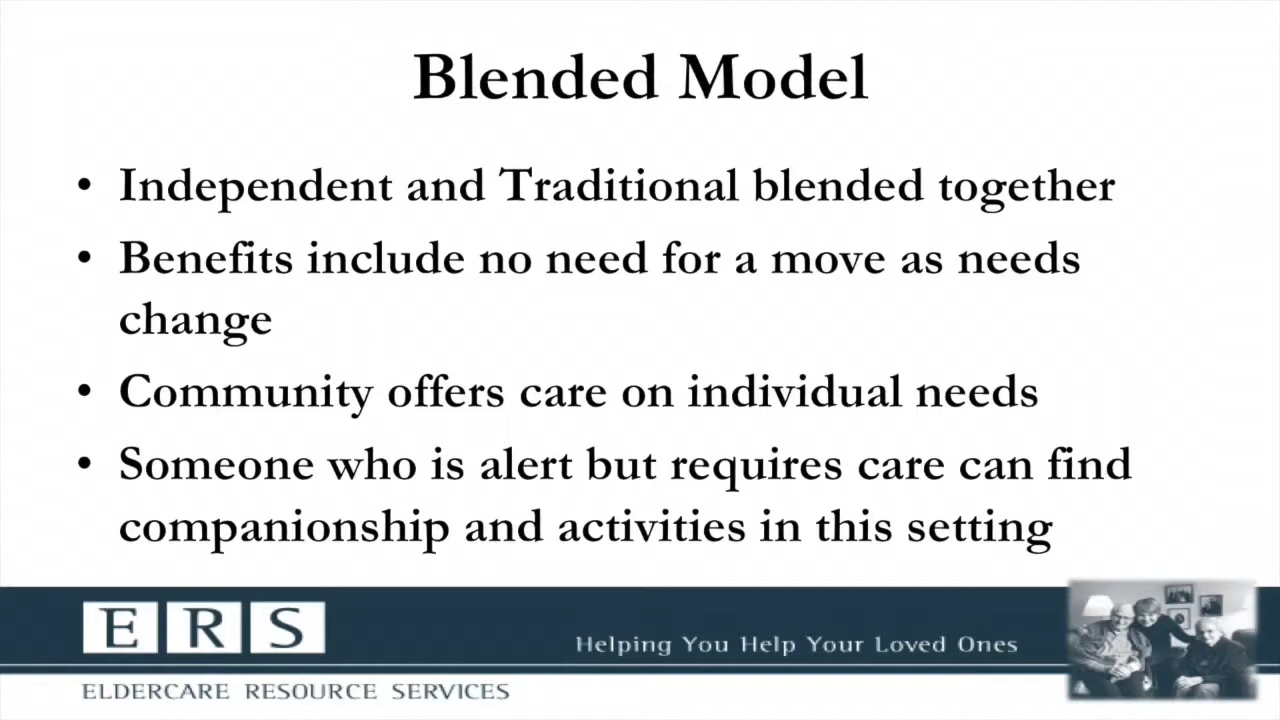 Blended Model
• Independent and Traditional blended together
• Benefits include no need for a move as needs
change
• Community offers care on individual needs
• Someone who is alert but requires care can find
companionship and activities in this setting
ERS
Helping You Help Your Loved Ones
ELDERCARE RESOURCE SERVICES